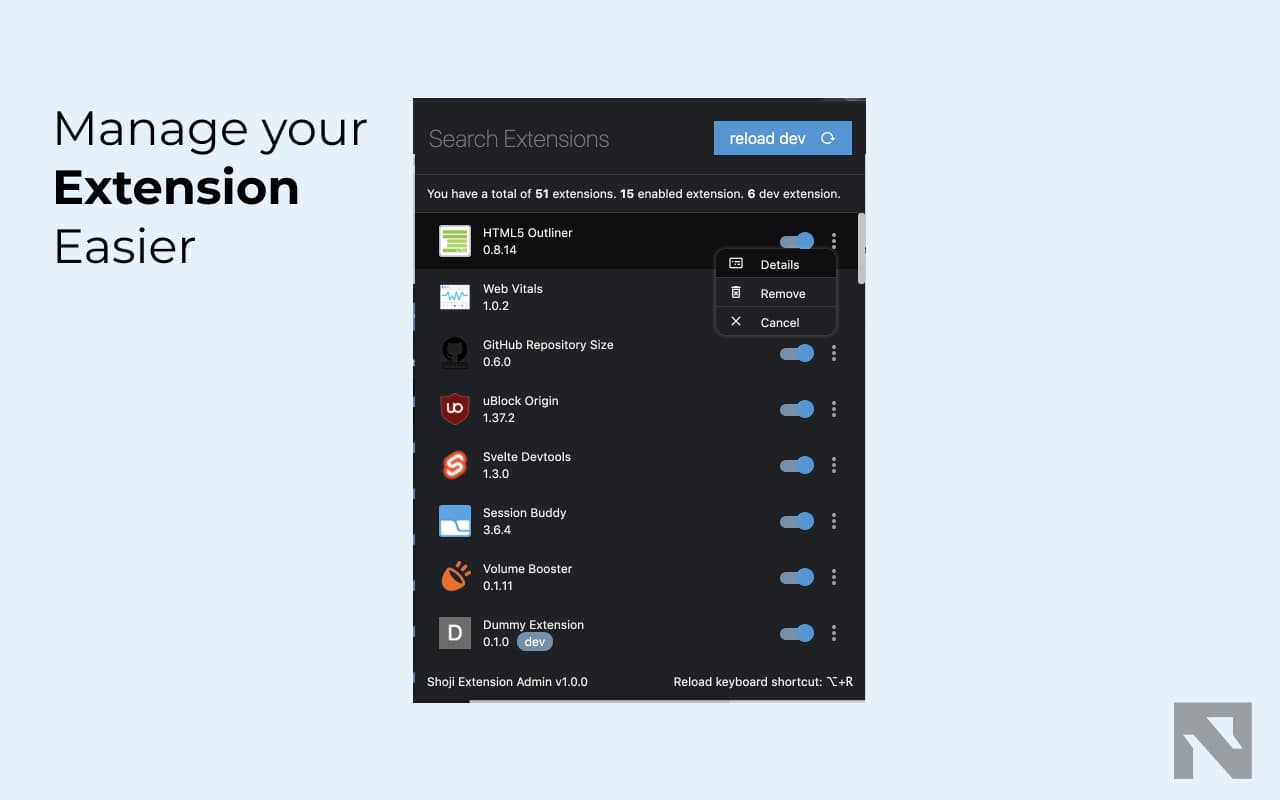 Manage your
Extension
Easier
Search Extensions
reload dev
You have a total of 51 extensions. 15 enabled extension. 6 dev extension.
HTML5 Outliner
0.8.14
Details
Remove
Cancel
Web Vitals
1.0.2
GitHub Repository Size
0.6.0
uBlock Origin
1.37.2
Svelte Devtools
1.3.0
Session Buddy
3.6.4
Volume Booster
0.1.11
D
Dummy Extension
0.1.0 dev
Shoji Extension Admin v1.0.0
Reload keyboard shortcut: ⌥+R